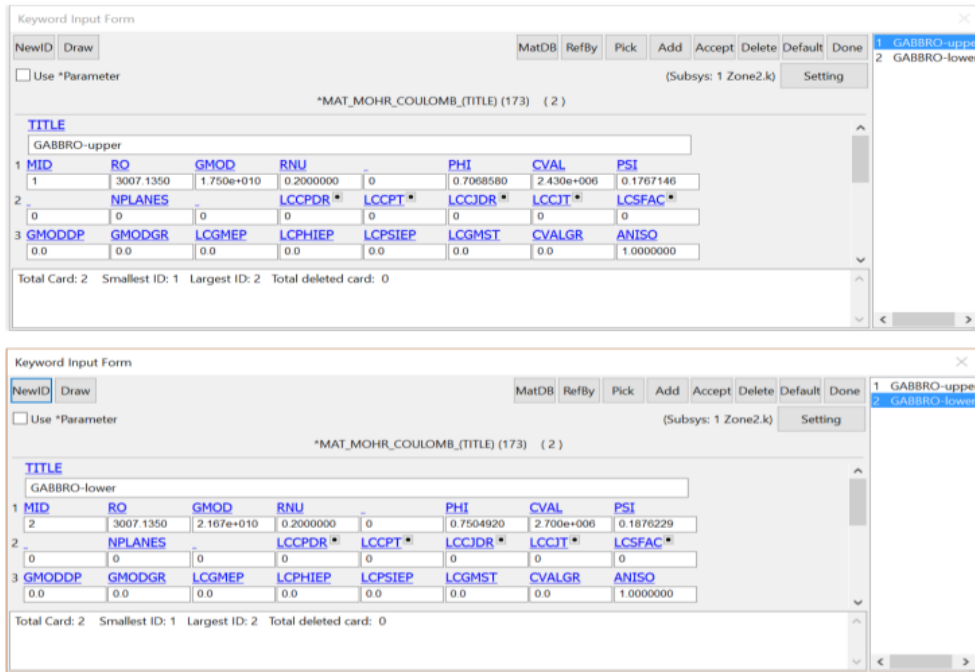 Keyword Input Form
NewID Draw MatDB RefBy Pick Add Accept Delete Default Done
1 GABBRO-upper
2 GABBRO-lower
Use *Parameter (Subsys: 1 Zone2.k) Setting
*MAT_MOHR_COULOMB_(TITLE) (173) ( 2 )
TITLE
GABBRO-upper
1 MID RO GMOD RNU _ PHI CVAL PSI
1 3007.1350 1.750e+010 0.2000000 0 0.7068580 2.430e+006 0.1767146
2 _ NPLANES _ LCCPDR LCCPT LCCJDR LCCJT LCSFAC
0 0 0 0 0 0 0 0
3 GMODDP GMODGR LCGMEP LCPHIEP LCPSIEP LCGMST CVALGR ANISO
0.0 0.0 0.0 0.0 0.0 0.0 0.0 1.0000000
Total Card: 2 Smallest ID: 1 Largest ID: 2 Total deleted card: 0
Keyword Input Form
NewID Draw MatDB RefBy Pick Add Accept Delete Default Done
1 GABBRO-upper
2 GABBRO-lower
Use *Parameter (Subsys: 1 Zone2.k) Setting
*MAT_MOHR_COULOMB_(TITLE) (173) ( 2 )
TITLE
GABBRO-lower
1 MID RO GMOD RNU _ PHI CVAL PSI
2 3007.1350 2.167e+010 0.2000000 0 0.7504920 2.700e+006 0.1876229
2 _ NPLANES _ LCCPDR LCCPT LCCJDR LCCJT LCSFAC
0 0 0 0 0 0 0 0
3 GMODDP GMODGR LCGMEP LCPHIEP LCPSIEP LCGMST CVALGR ANISO
0.0 0.0 0.0 0.0 0.0 0.0 0.0 1.0000000
Total Card: 2 Smallest ID: 1 Largest ID: 2 Total deleted card: 0